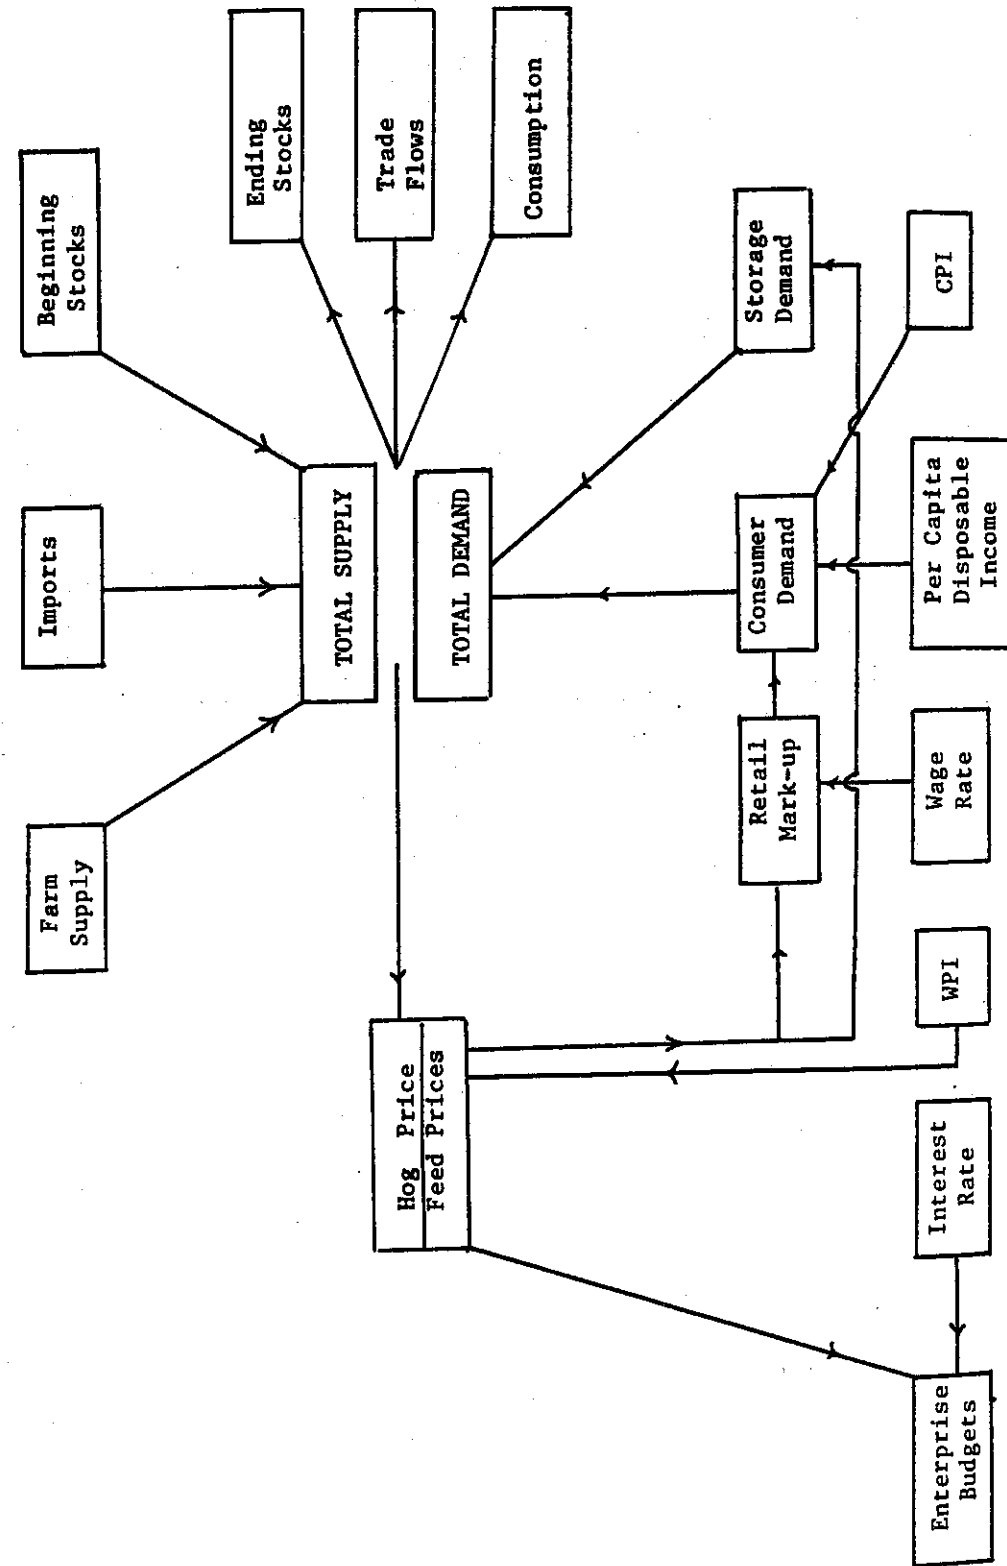 Farm
Supply
Imports
Beginning
Stocks
Ending
Stocks
TOTAL SUPPLY
Trade
Flows
Hog Price
Feed Prices
TOTAL DEMAND
Consumption
Retail
Mark-up
Consumer
Demand
Storage
Demand
Enterprise
Budgets
Interest
Rate
WPI
Wage
Rate
Per Capita
Disposable
Income
CPI